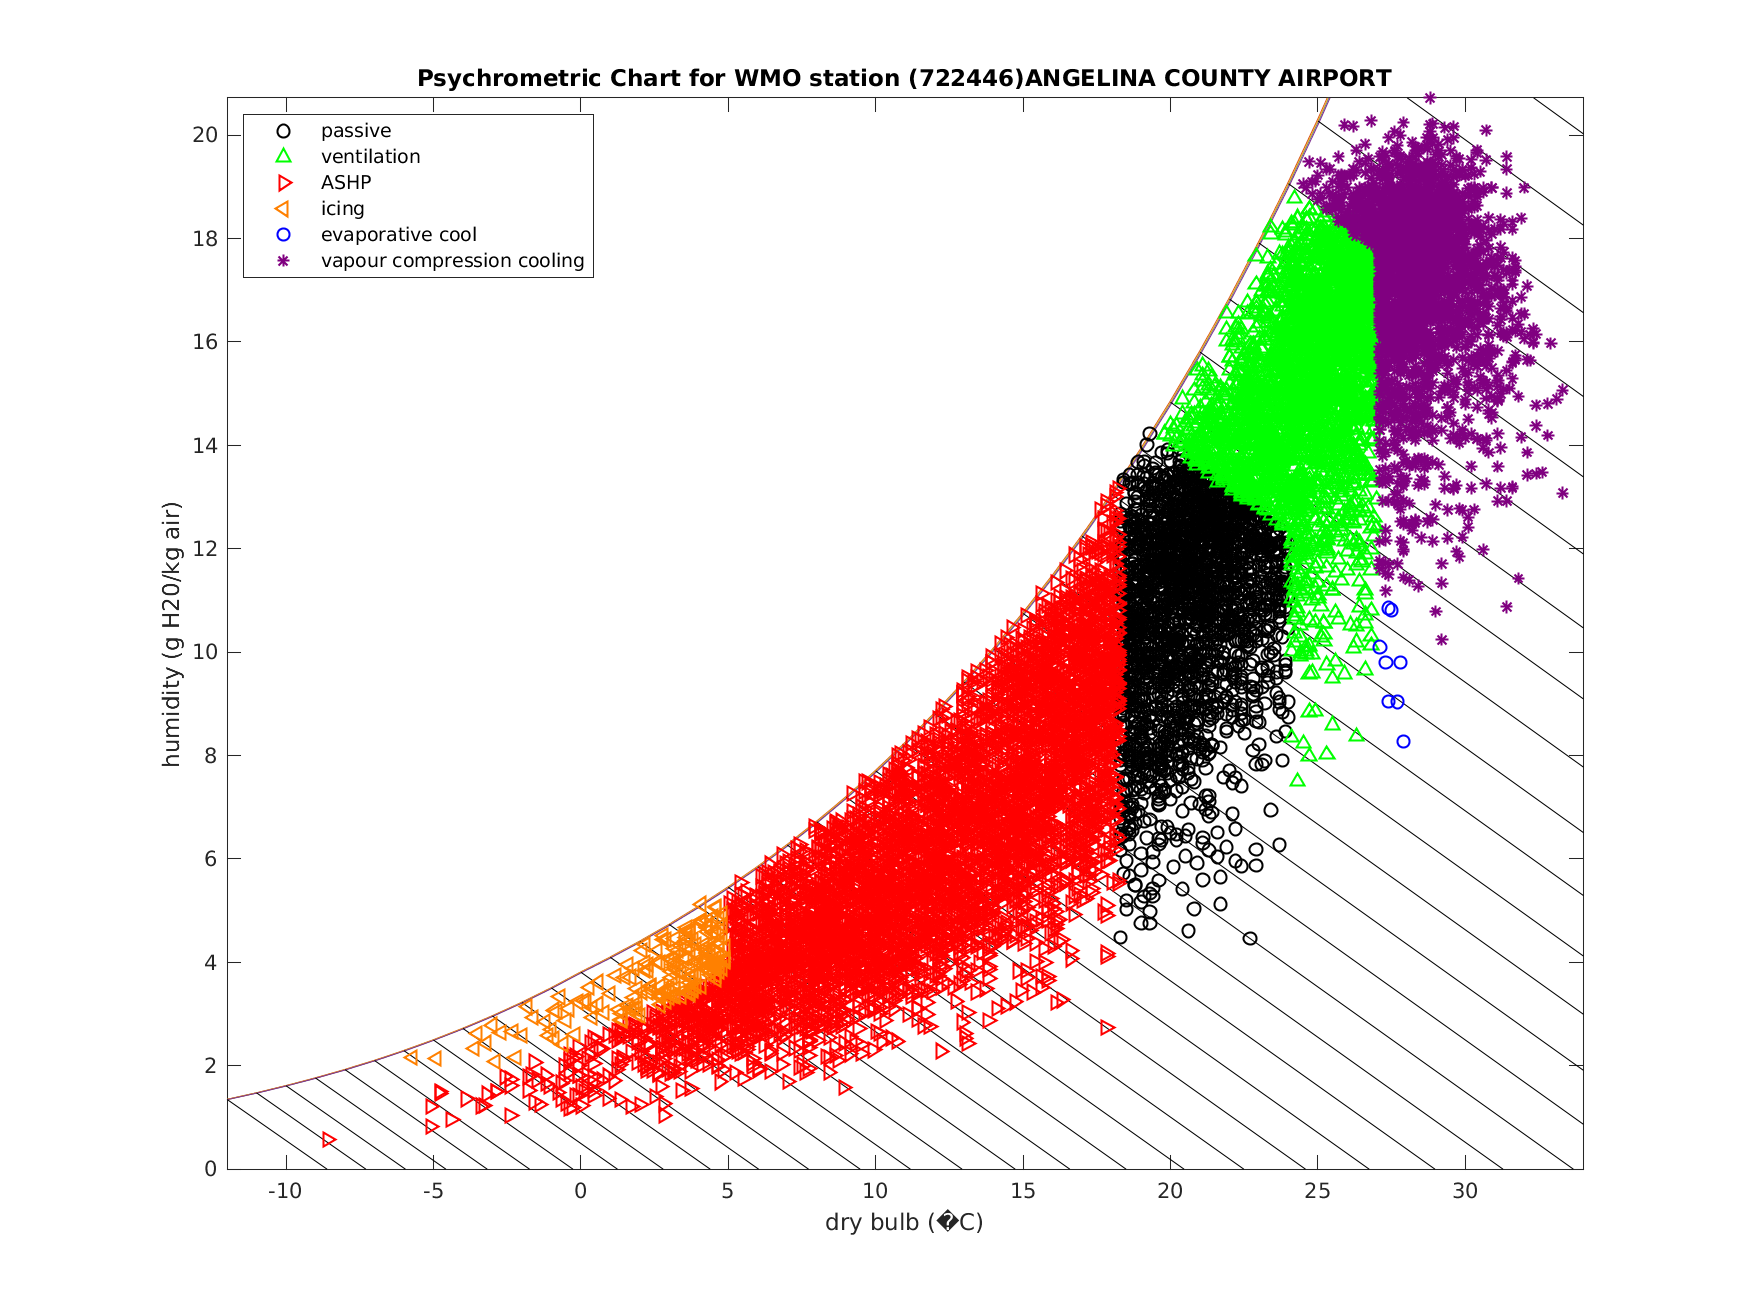 Psychrometric Chart for WMO station (722446)ANGELINA COUNTY AIRPORT
passive
ventilation
ASHP
icing
evaporative cool
vapour compression cooling
humidity (g H20/kg air)
20
18
16
14
12
10
8
6
4
2
0
-10 -5 0 5 10 15 20 25 30
dry bulb (�C)